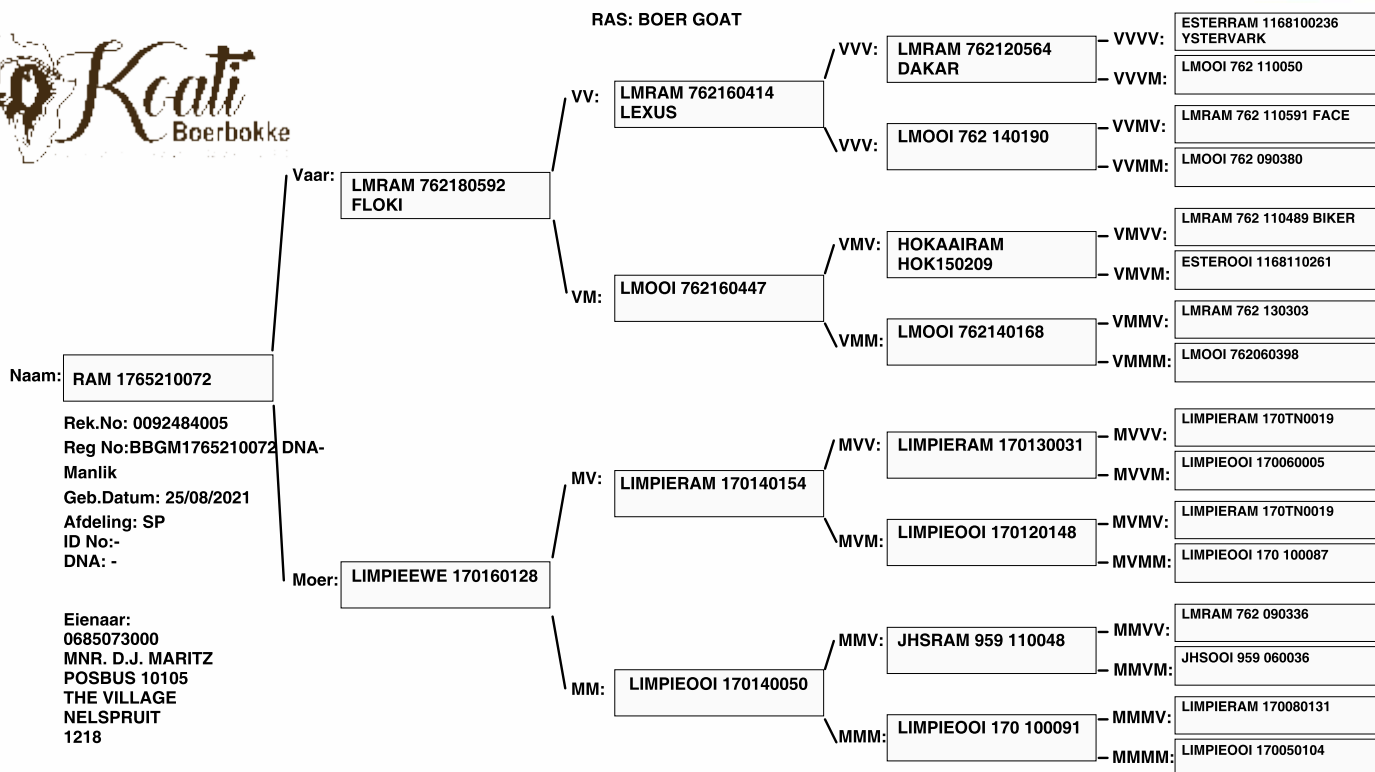 RAS: BOER GOAT
Koati
Boerbokke
Naam:
RAM 1765210072
Rek.No: 0092484005
Reg No:BBGM1765210072 DNA-
Manlik
Geb.Datum: 25/08/2021
Afdeling: SP
ID No:-
DNA: -
Eienaar:
0685073000
MNR. D.J. MARITZ
POSBUS 10105
THE VILLAGE
NELSPRUIT
1218
Vaar:
LMRAM 762180592
FLOKI
Moer:
LIMPIEEWE 170160128
VV:
LMRAM 762160414
LEXUS
VM:
LMOOI 762160447
MV:
LIMPIERAM 170140154
MM:
LIMPIEOOI 170140050
VVV:
LMRAM 762120564
DAKAR
VVV:
LMOOI 762 140190
VMV:
HOKAAIRAM
HOK150209
VMM:
LMOOI 762140168
MVV:
LIMPIERAM 170130031
MVM:
LIMPIEOOI 170120148
MMV:
JHSRAM 959 110048
MMM:
LIMPIEOOI 170 100091
VVVV:
ESTERRAM 1168100236
YSTERVARK
VVVM:
LMOOI 762 110050
VVMV:
LMRAM 762 110591 FACE
VVMM:
LMOOI 762 090380
VMVV:
LMRAM 762 110489 BIKER
VMVM:
ESTEROOI 1168110261
VMMV:
LMRAM 762 130303
VMMM:
LMOOI 762060398
MVVV:
LIMPIERAM 170TN0019
MVVM:
LIMPIEOOI 170060005
MVMV:
LIMPIERAM 170TN0019
MVMM:
LIMPIEOOI 170 100087
MMVV:
LMRAM 762 090336
MMVM:
JHSOOI 959 060036
MMMV:
LIMPIERAM 170080131
MMMM:
LIMPIEOOI 170050104